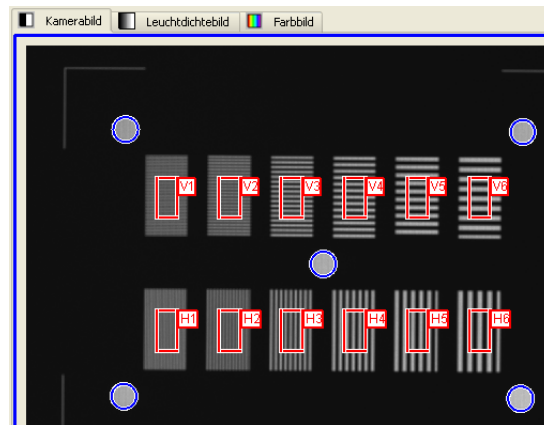 Kamerabild Leuchtdichtebild Farbbild
V1 V2 V3 V4 V5 V6
H1 H2 H3 H4 H5 H6